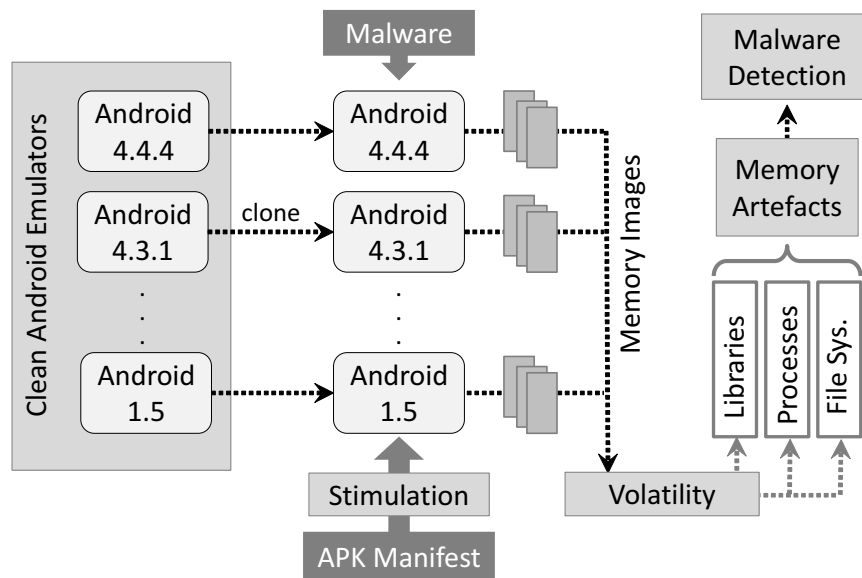 Malware
Clean Android Emulators
Android
4.4.4
Android
4.3.1
Android
1.5
clone
Android
4.4.4
Android
4.3.1
Android
1.5
Stimulation
APK Manifest
Memory Images
Volatility
Libraries
Processes
File Sys.
Memory
Artefacts
Malware
Detection